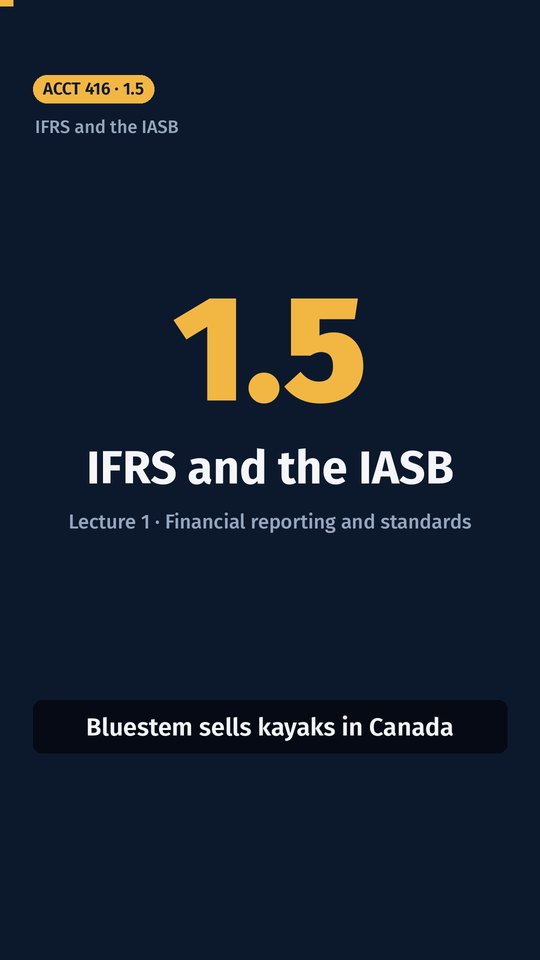 ACCT 416 · 1.5
IFRS and the IASB
1.5
IFRS and the IASB
Lecture 1 · Financial reporting and standards
Bluestem sells kayaks in Canada